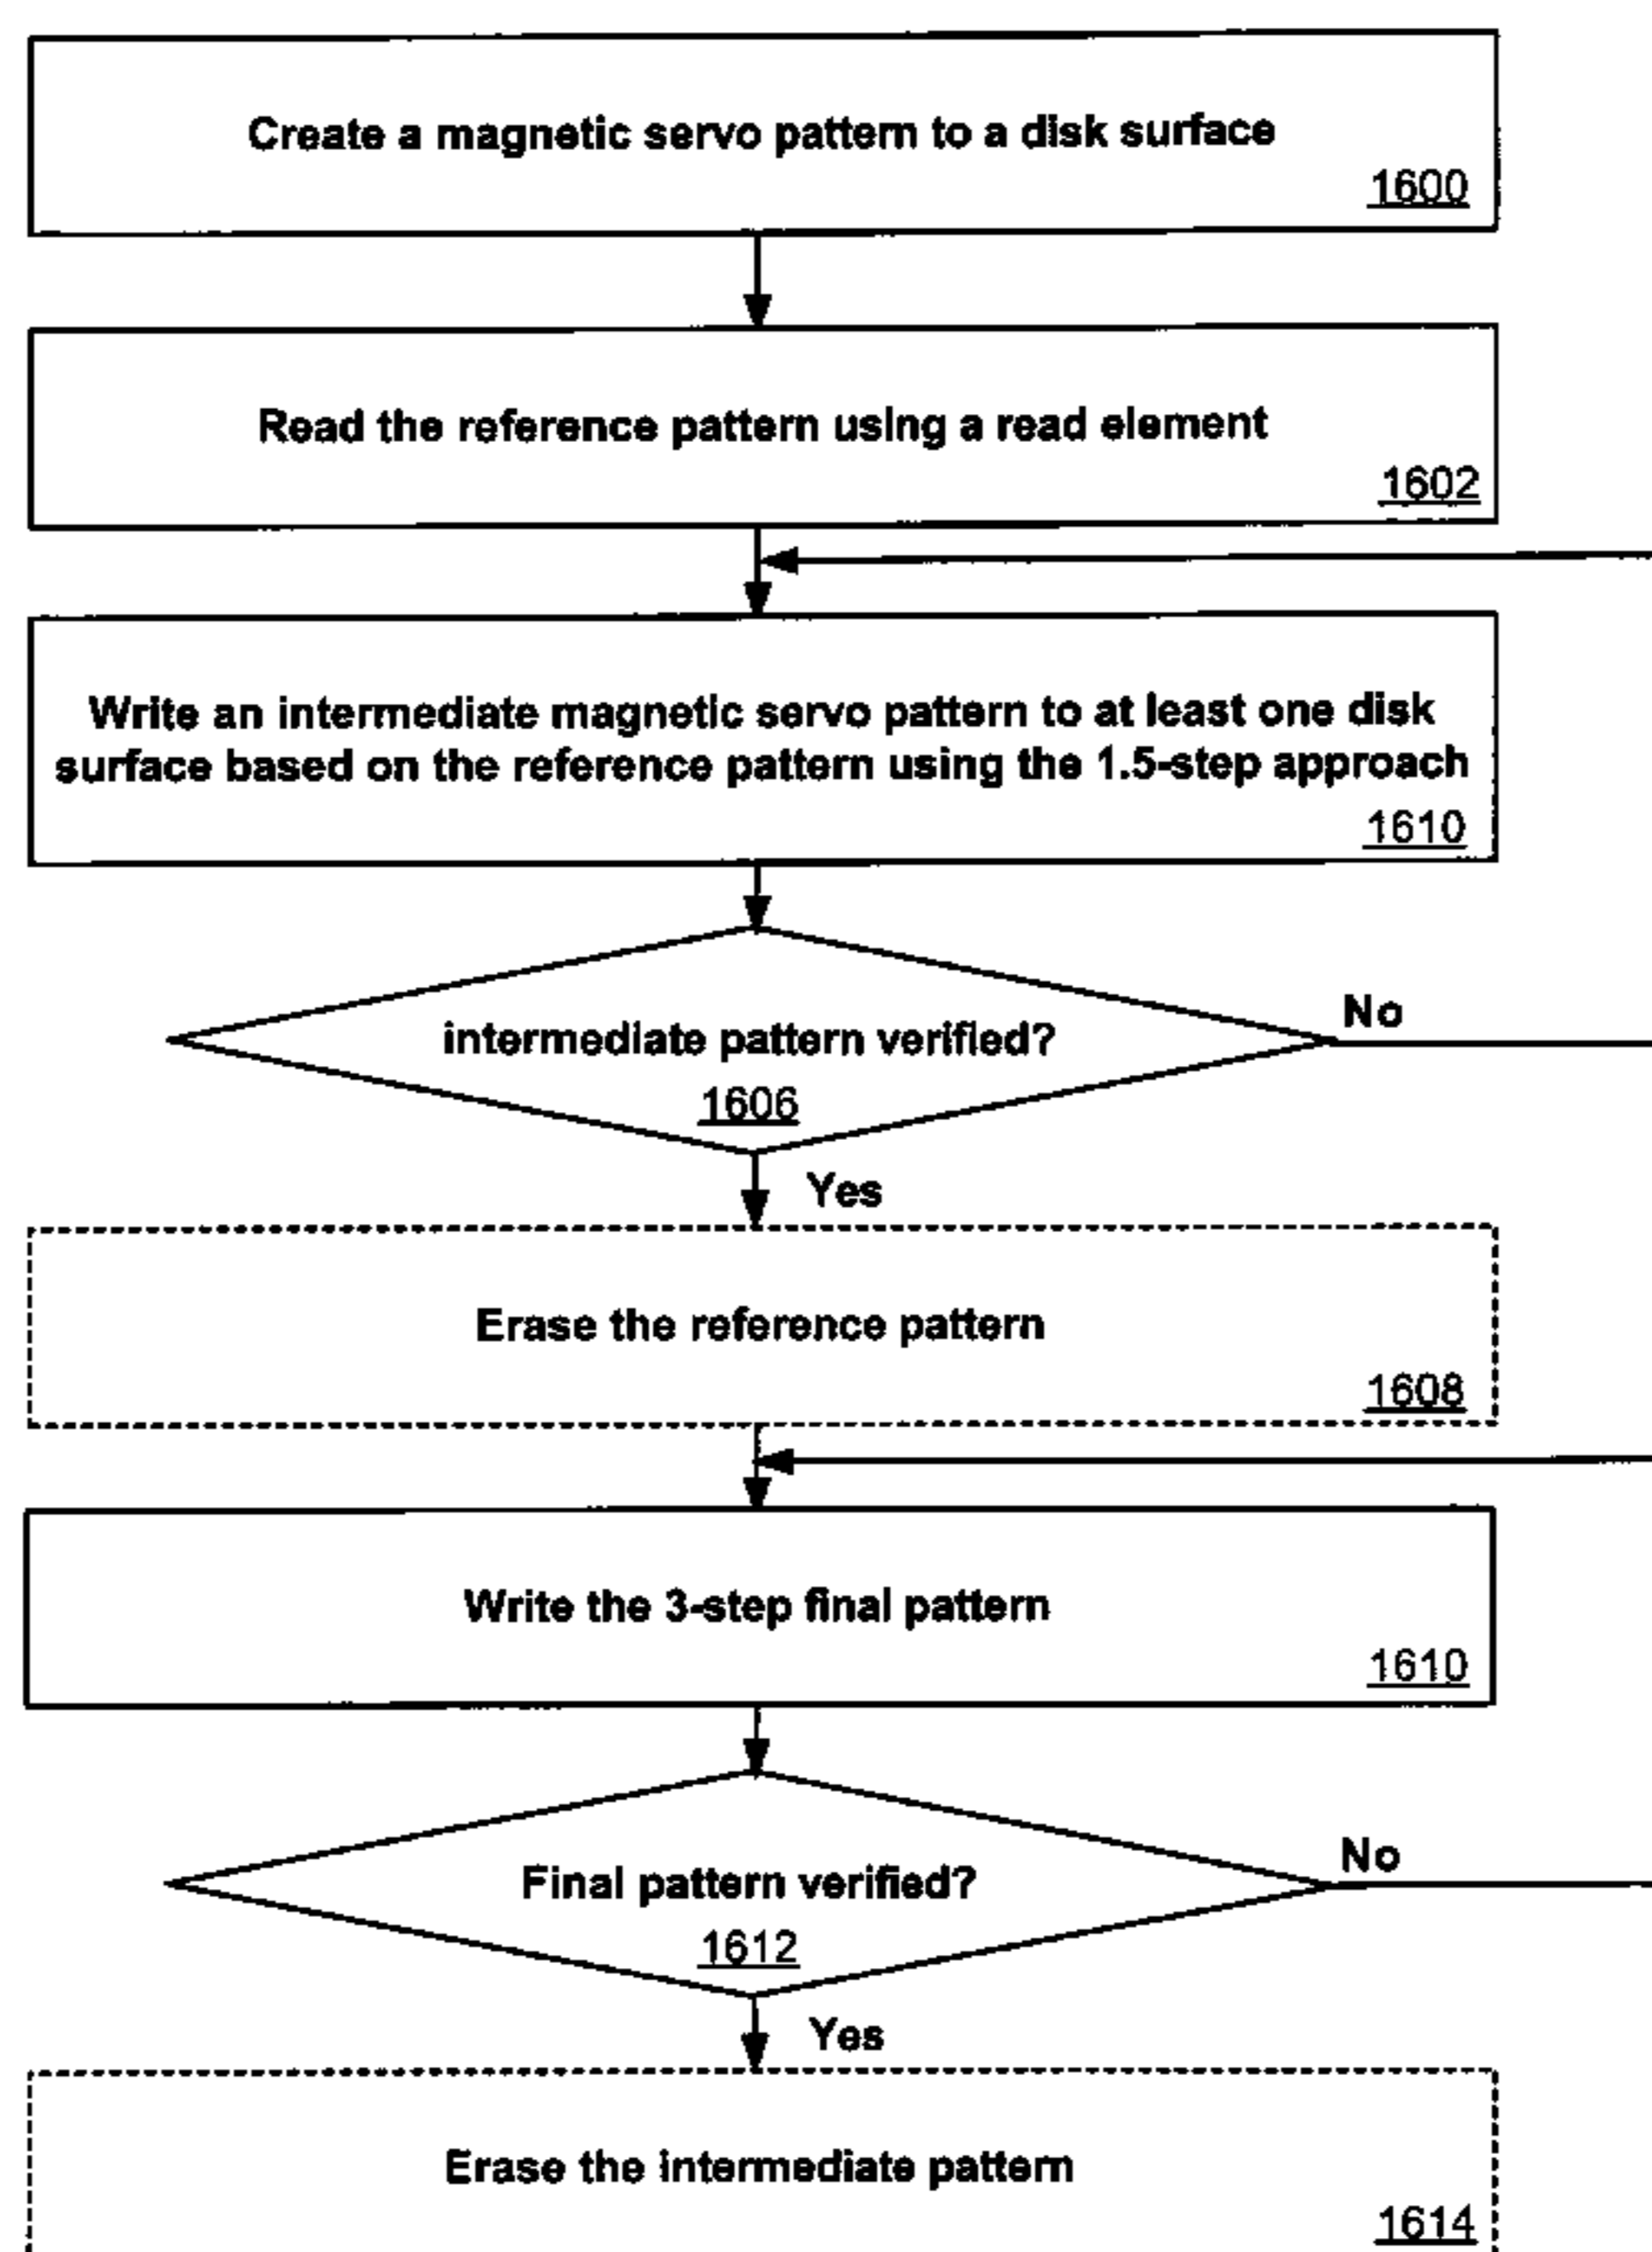 Create a magnetic servo pattern to a disk surface
1600
Read the reference pattern using a read element
1602
Write an intermediate magnetic servo pattern to at least one disk
surface based on the reference pattern using the 1.5-step approach
1610
No
intermediate pattern verified?
1606
Yes
Erase the reference pattern
1608
Write the 3-step final pattern
1610
No
Final pattern verified?
1612
Yes
Erase the intermediate pattern
1614